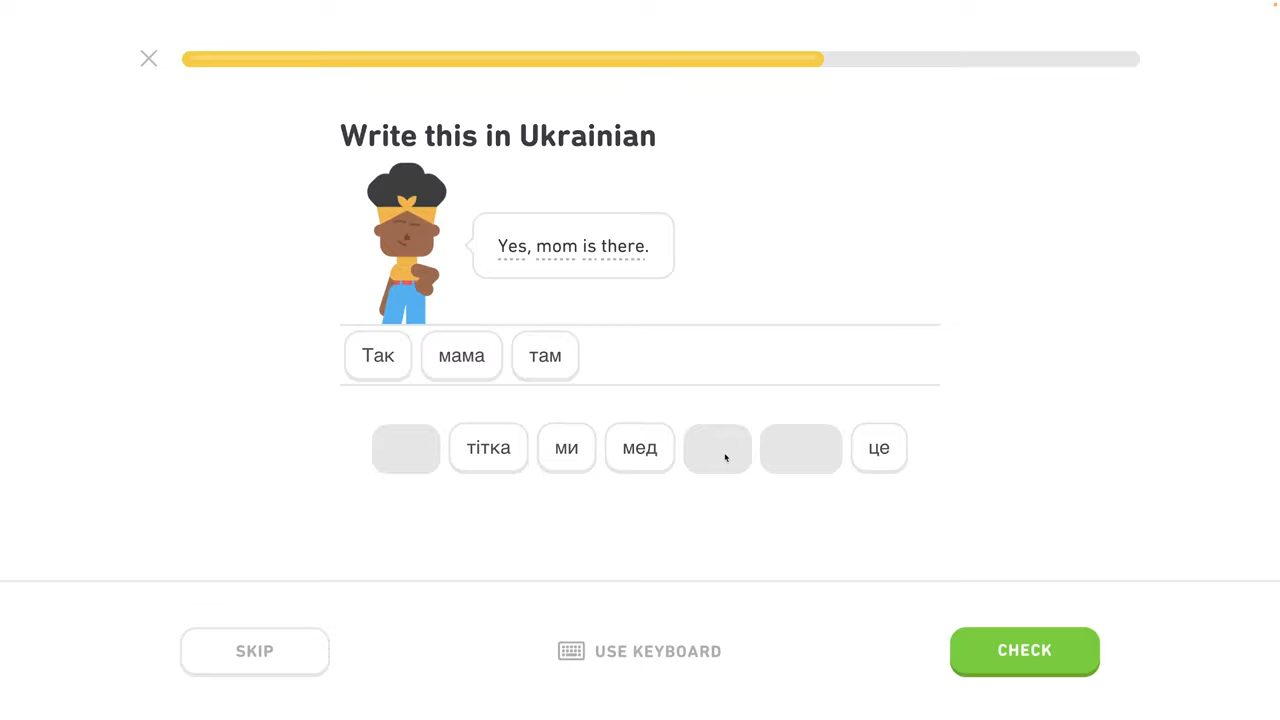 Write this in Ukrainian
Yes, mom is there.
Так мама там
тітка ми мед це
SKIP USE KEYBOARD CHECK